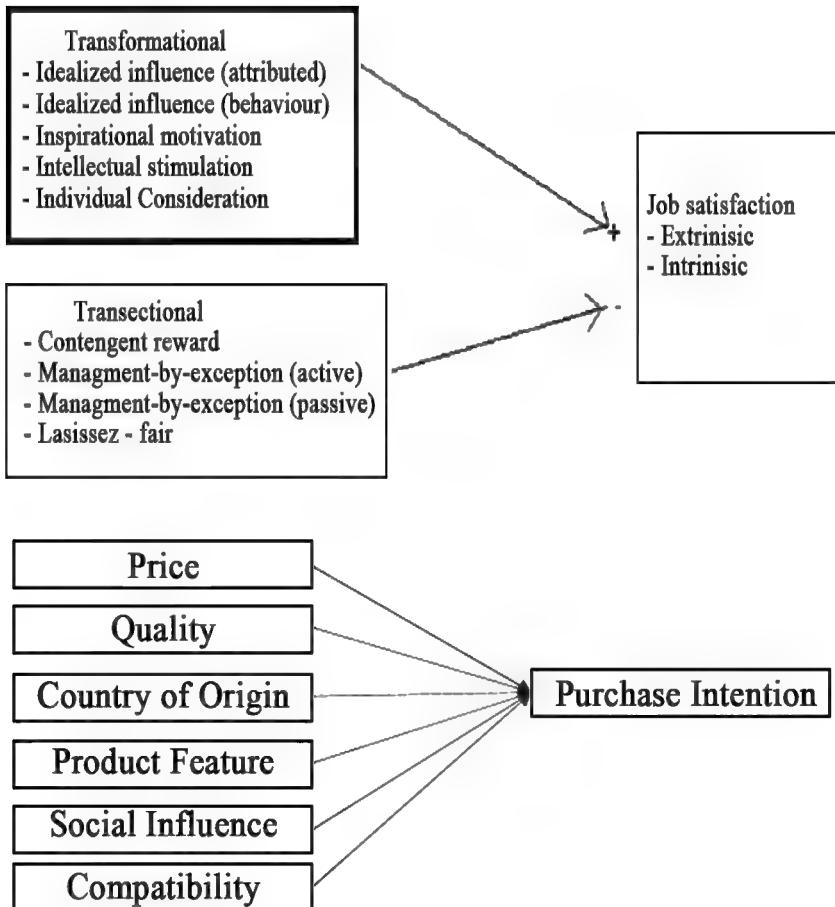 Transformational
- Idealized influence (attributed)
- Idealized influence (behaviour)
- Inspirational motivation
- Intellectual stimulation
- Individual Consideration
+
Job satisfaction
- Extrinisic
- Intrinisic
-
Transectional
- Contengent reward
- Managment-by-exception (active)
- Managment-by-exception (passive)
- Lasissez - fair
Price
Quality
Country of Origin
Product Feature
Social Influence
Compatibility
Purchase Intention